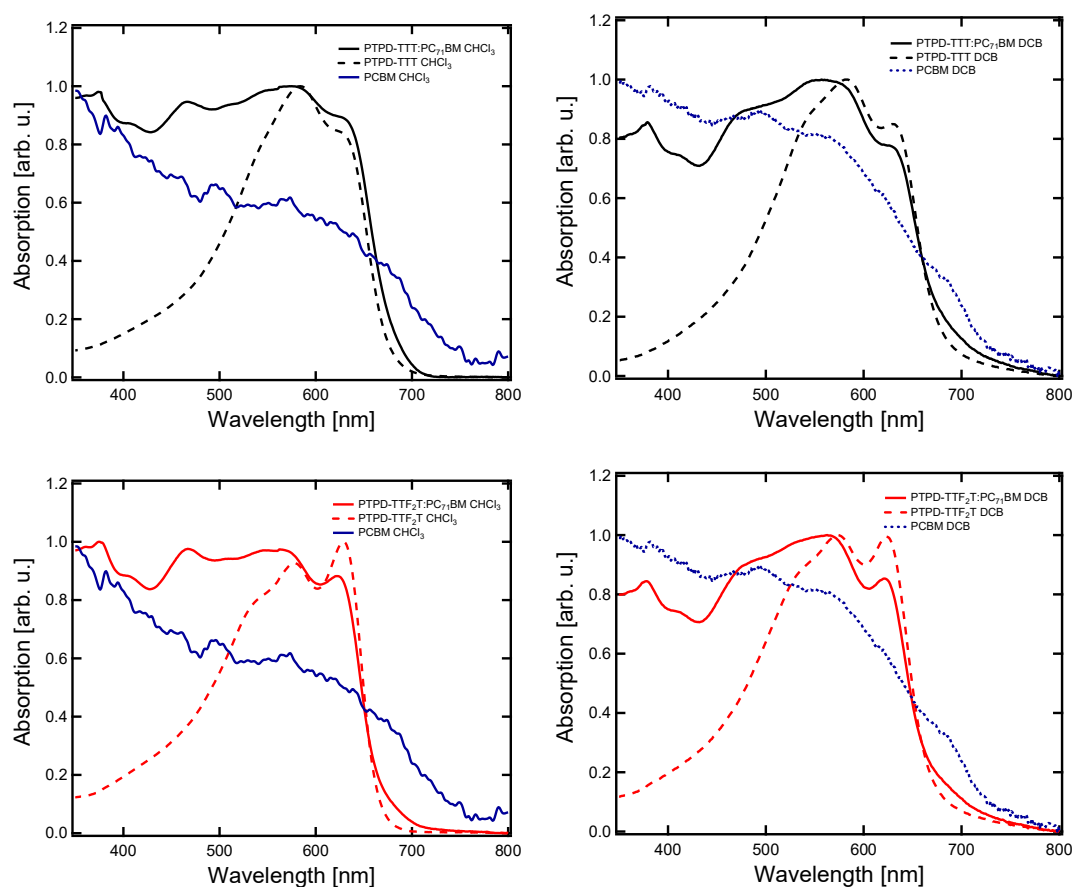 1.2
1.0
0.8
0.6
0.4
0.2
0.0
Absorption [arb. u.]
PTPD-TTT:PC₇₁BM CHCl₃
PTPD-TTT CHCl₃
PCBM CHCl₃
400 500 600 700 800
Wavelength [nm]
1.2
1.0
0.8
0.6
0.4
0.2
0.0
Absorption [arb. u.]
PTPD-TTT:PC₇₁BM DCB
PTPD-TTT DCB
PCBM DCB
400 500 600 700 800
Wavelength [nm]
1.2
1.0
0.8
0.6
0.4
0.2
0.0
Absorption [arb. u.]
PTPD-TTF₂T:PC₇₁BM CHCl₃
PTPD-TTF₂T CHCl₃
PCBM CHCl₃
400 500 600 700 800
Wavelength [nm]
1.2
1.0
0.8
0.6
0.4
0.2
0.0
Absorption [arb. u.]
PTPD-TTF₂T:PC₇₁BM DCB
PTPD-TTF₂T DCB
PCBM DCB
400 500 600 700 800
Wavelength [nm]